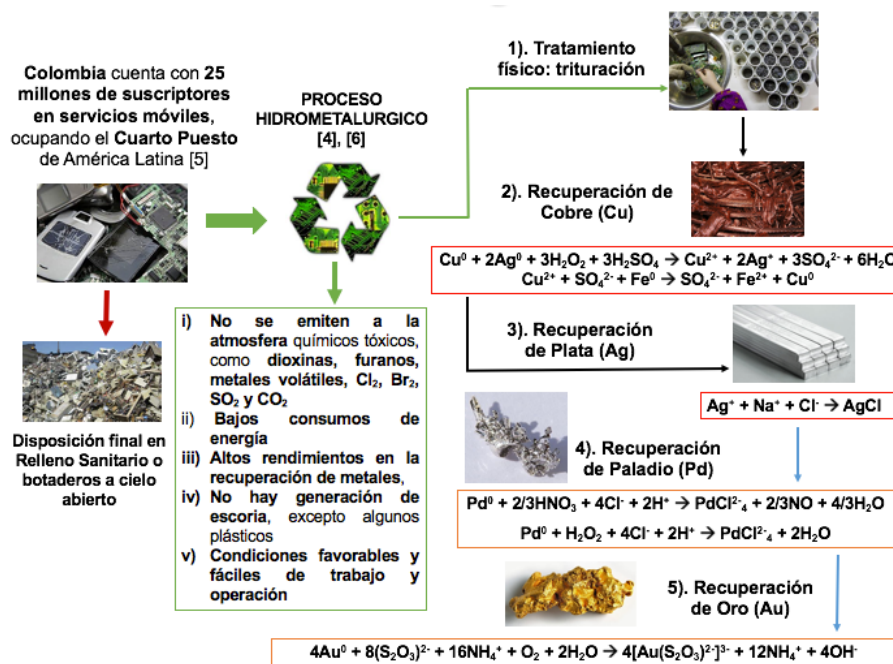 Colombia cuenta con 25
millones de suscriptores
en servicios móviles,
ocupando el Cuarto Puesto
de América Latina [5]
Disposición final en
Relleno Sanitario o
botaderos a cielo
abierto
PROCESO
HIDROMETALURGICO
[4], [6]
i) No se emiten a la
atmosfera químicos tóxicos,
como dioxinas, furanos,
metales volátiles, Cl₂, Br₂,
SO₂ y CO₂
ii) Bajos consumos de
energía
iii) Altos rendimientos en la
recuperación de metales,
iv) No hay generación de
escoria, excepto algunos
plásticos
v) Condiciones favorables y
fáciles de trabajo y
operación
1). Tratamiento
físico: trituración
2). Recuperación de
Cobre (Cu)
Cu⁰ + 2Ag⁰ + 3H₂O₂ + 3H₂SO₄ → Cu²⁺ + 2Ag⁺ + 3SO₄²⁻ + 6H₂O
Cu²⁺ + SO₄²⁻ + Fe⁰ → SO₄²⁻ + Fe²⁺ + Cu⁰
3). Recuperación
de Plata (Ag)
Ag⁺ + Na⁺ + Cl⁻ → AgCl
4). Recuperación
de Paladio (Pd)
Pd⁰ + 2/3HNO₃ + 4Cl⁻ + 2H⁺ → PdCl²⁻₄ + 2/3NO + 4/3H₂O
Pd⁰ + H₂O₂ + 4Cl⁻ + 2H⁺ → PdCl²⁻₄ + 2H₂O
5). Recuperación
de Oro (Au)
4Au⁰ + 8(S₂O₃)²⁻ + 16NH₄⁺ + O₂ + 2H₂O → 4[Au(S₂O₃)²⁻]³⁻ + 12NH₄⁺ + 4OH⁻